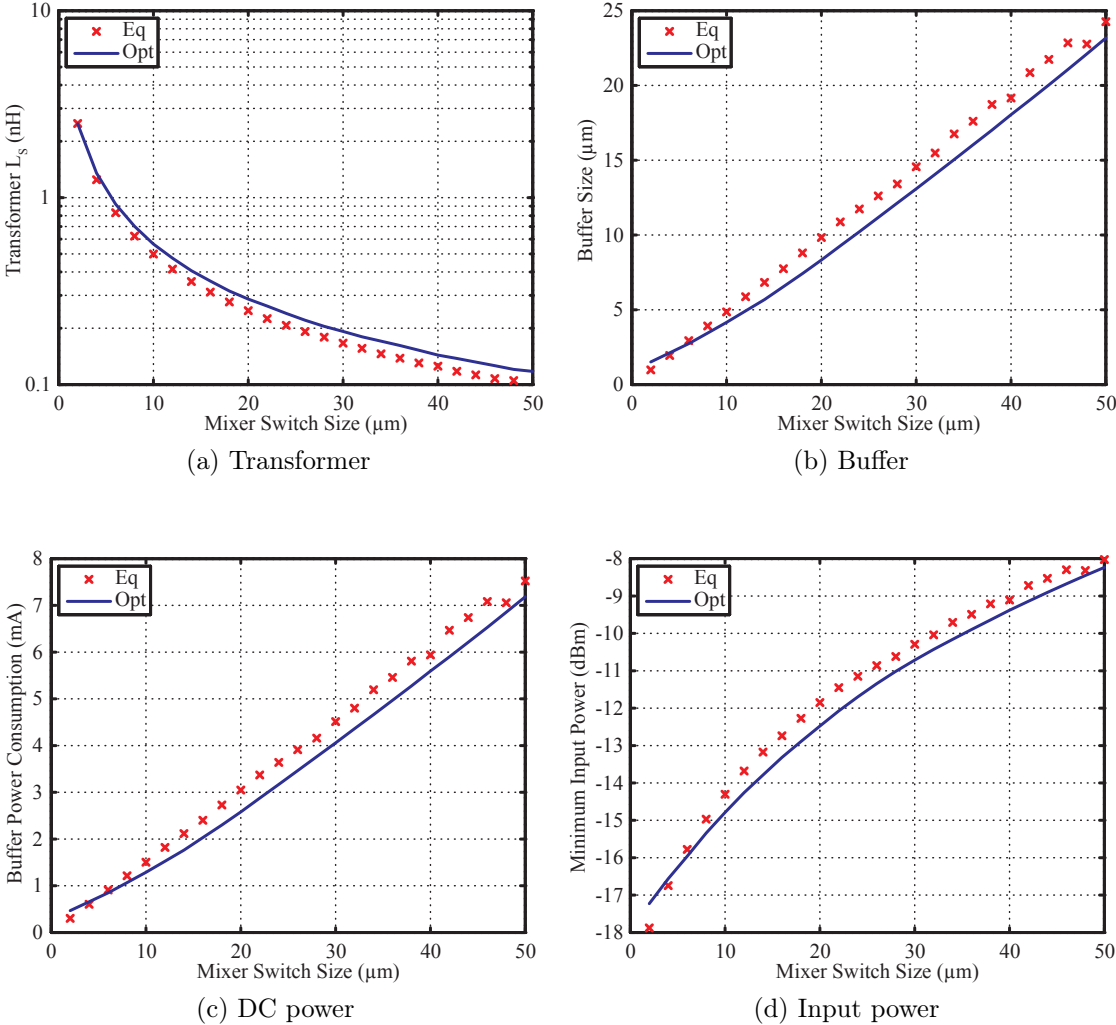 Transformer Ls (nH)
10
1
0.1
Eq
Opt
0 10 20 30 40 50
Mixer Switch Size (µm)
(a) Transformer
Buffer Size (µm)
25
20
15
10
5
0
Eq
Opt
0 10 20 30 40 50
Mixer Switch Size (µm)
(b) Buffer
Buffer Power Consumption (mA)
8
7
6
5
4
3
2
1
0
Eq
Opt
0 10 20 30 40 50
Mixer Switch Size (µm)
(c) DC power
Minimum Input Power (dBm)
-8
-9
-10
-11
-12
-13
-14
-15
-16
-17
-18
Eq
Opt
0 10 20 30 40 50
Mixer Switch Size (µm)
(d) Input power